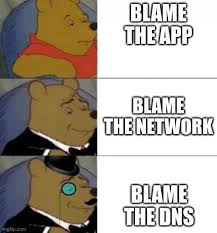 BLAME
THE APP
BLAME
THE NETWORK
BLAME
THE DNS
imgflip.com